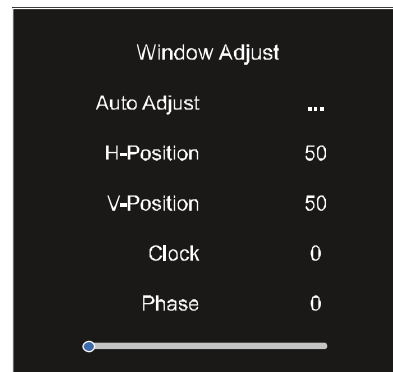 Window Adjust
Auto Adjust ...
H-Position 50
V-Position 50
Clock 0
Phase 0